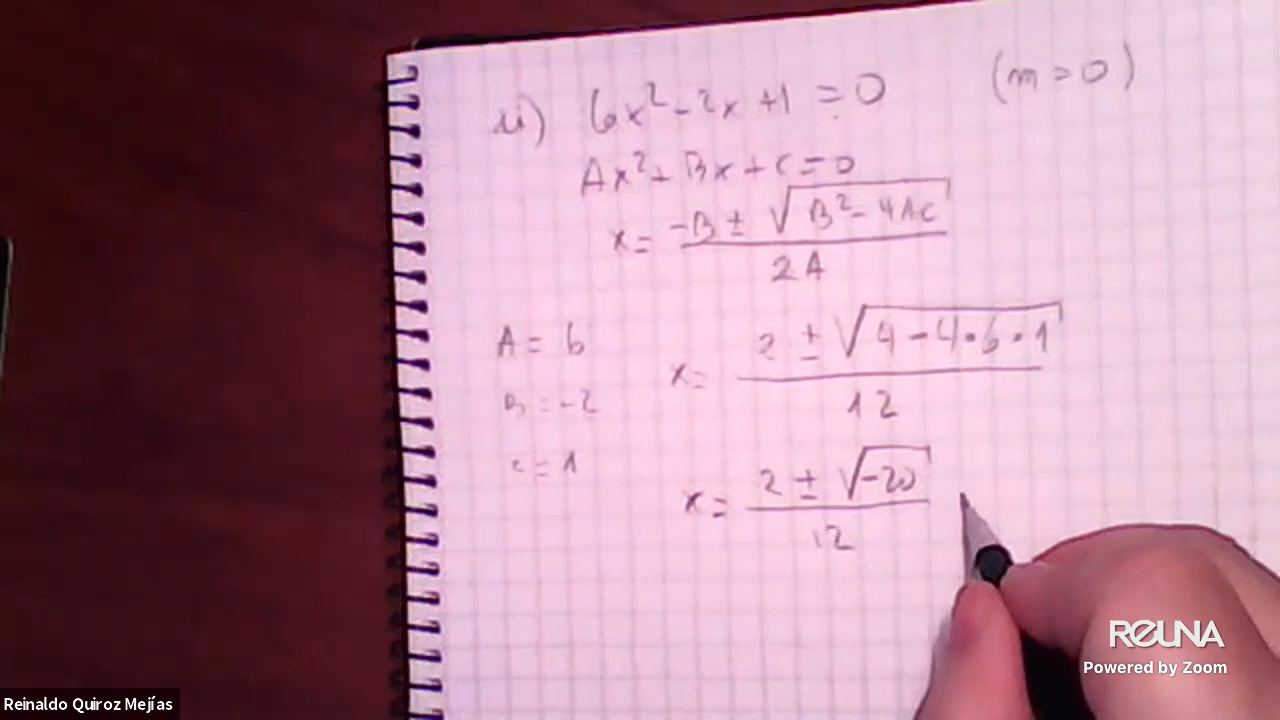 ii) 6x² - 2x + 1 = 0 (m = 0)
Ax² + Bx + C = 0
x = -B ± √(B² - 4AC) / 2A
A = 6
B = -2
C = 1
x = 2 ± √(4 - 4•6•1) / 12
x = 2 ± √(-20) / 12
REUNA
Powered by Zoom
Reinaldo Quiroz Mejías